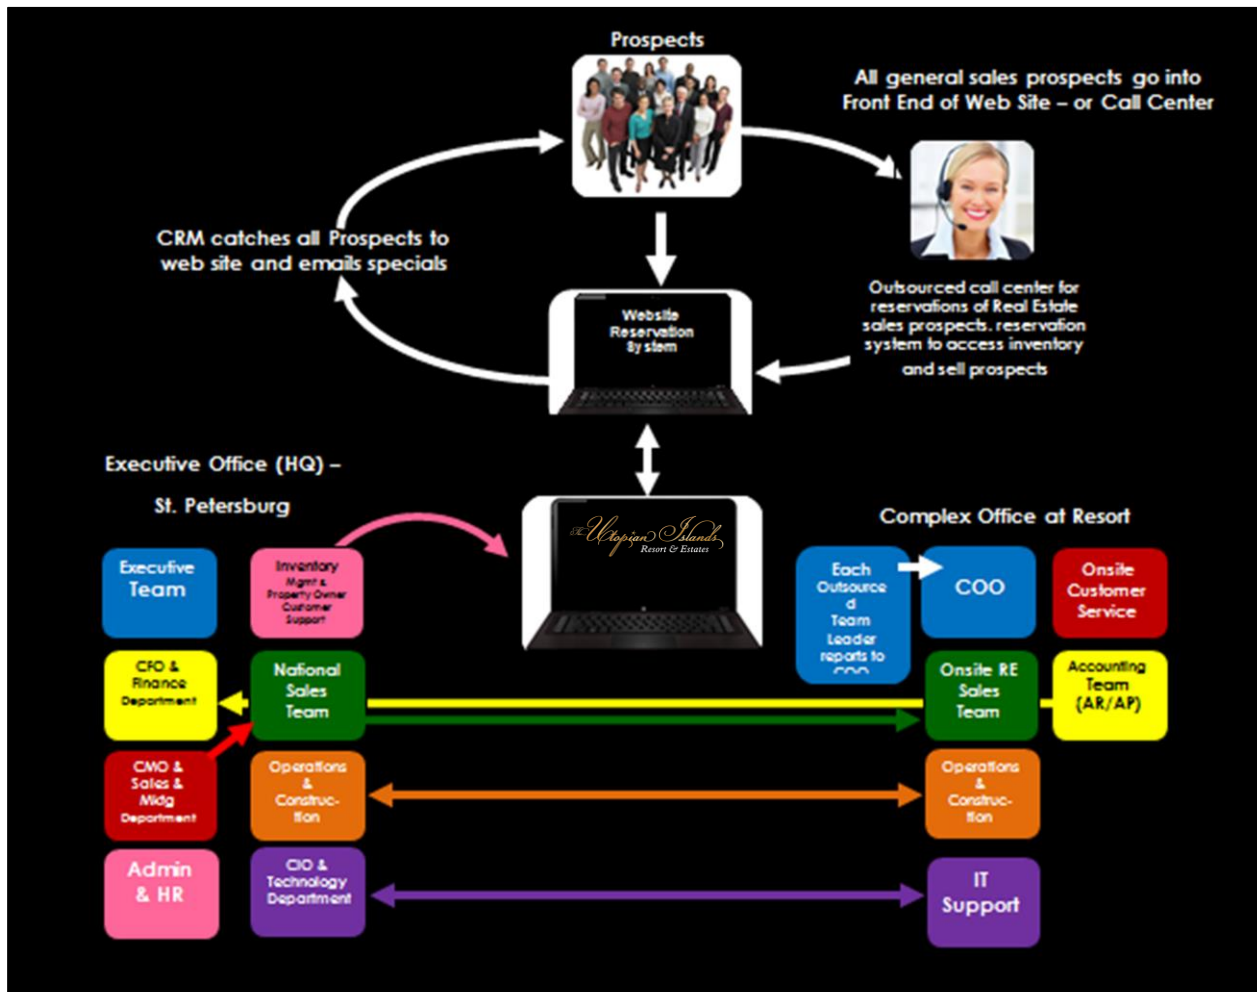 Prospects
All general sales prospects go into
Front End of Web Site – or Call Center
CRM catches all Prospects to
web site and emails specials
Outsourced call center for
reservations of Real Estate
sales prospects. reservation
system to access inventory
and sell prospects
Website
Reservation
System
Executive Office (HQ) –
St. Petersburg
The Utopian Islands
Resort & Estates
Complex Office at Resort
Executive
Team
Inventory
Mgmt &
Property Owner
Customer
Support
Each
Outsource
d
Team
Leader
reports to
COO
COO
Onsite
Customer
Service
CFO &
Finance
Department
National
Sales
Team
Onsite RE
Sales
Team
Accounting
Team
(AR/AP)
CMO &
Sales &
Mktg
Department
Operations
&
Construc-
tion
Operations
&
Construc-
tion
Admin
& HR
CIO &
Technology
Department
IT
Support